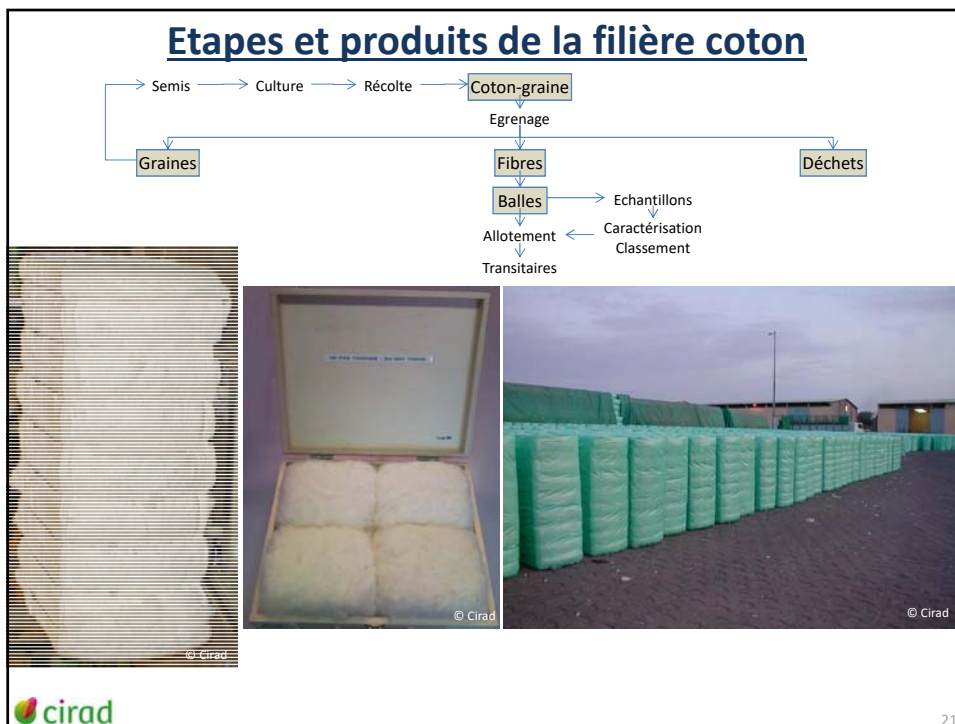 Etapes et produits de la filière coton
Semis
Culture
Récolte
Coton-graine
Egrenage
Graines
Fibres
Déchets
Balles
Echantillons
Allotement
Caractérisation
Classement
Transitaires
© Cirad
© Cirad
© Cirad
cirad
21